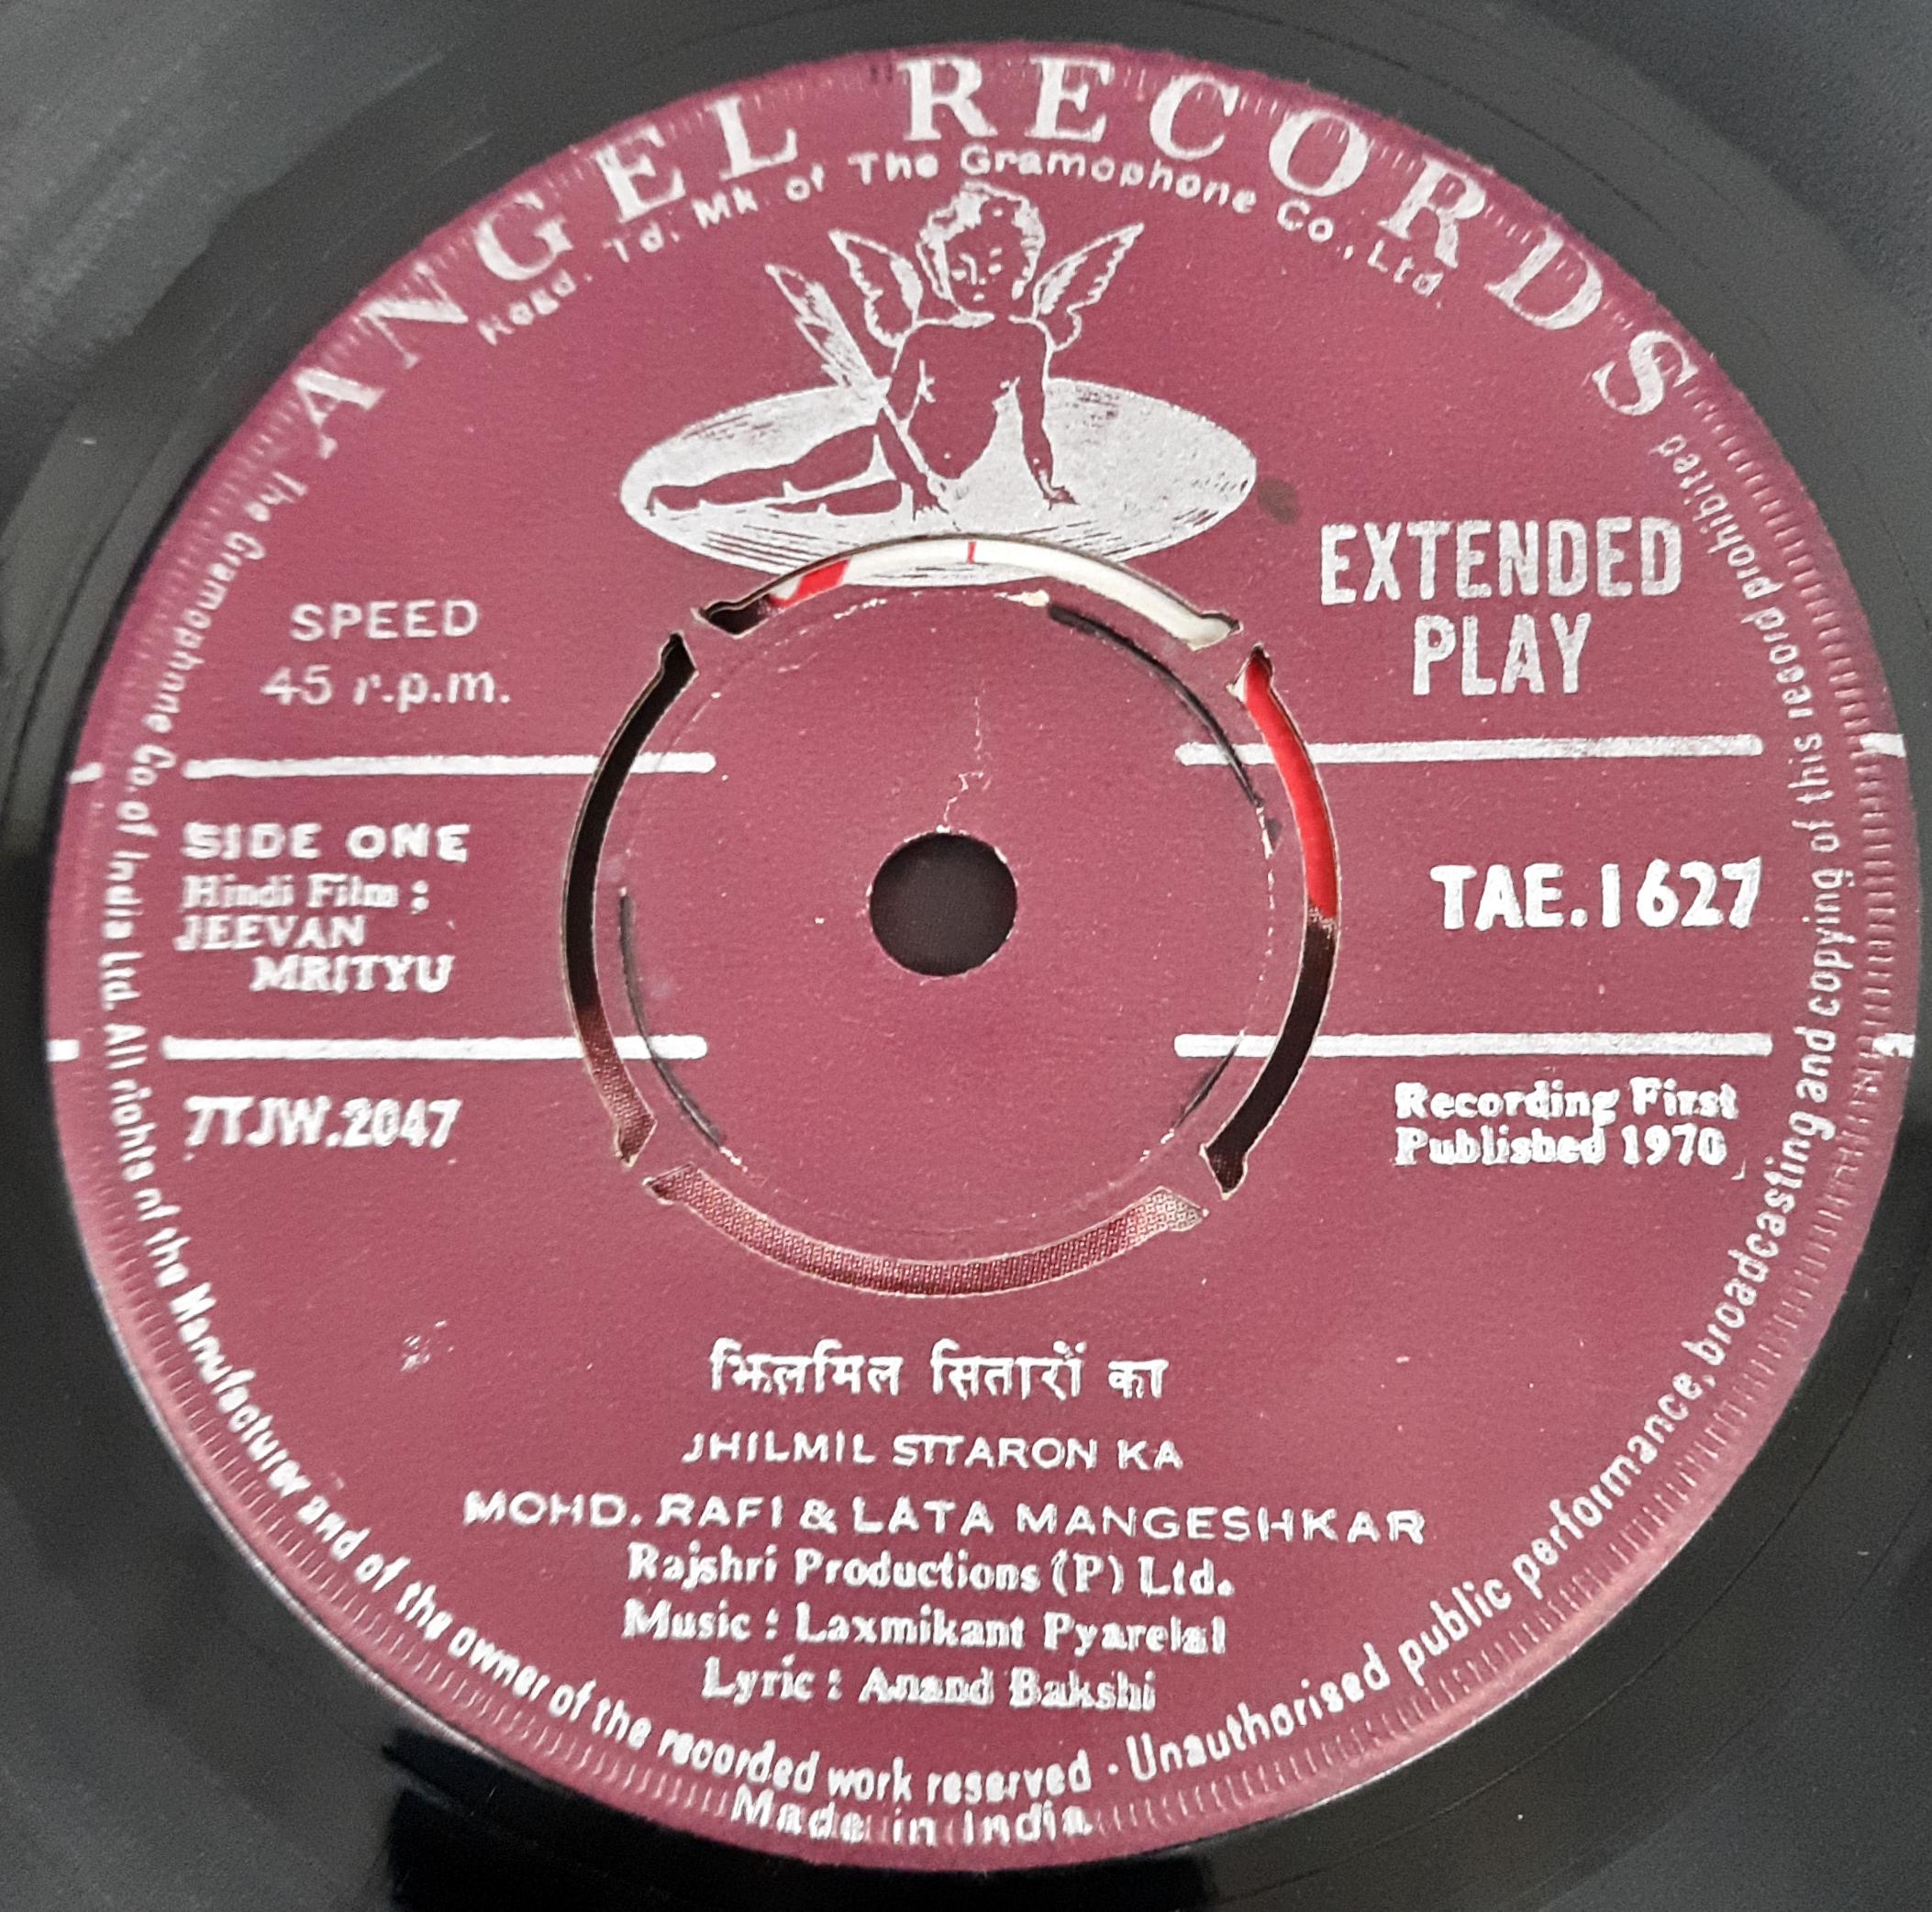 ANGEL RECORDS
Regd. Td. Mk. of The Gramophone Co., Ltd.
EXTENDED
PLAY
SPEED
45 r.p.m.
SIDE ONE
Hindi Film :
JEEVAN
MRITYU
TAE.1627
7TJW.2047
Recording First
Published 1970
झिलमिल सितारों का
JHILMIL SITARON KA
MOHD. RAFI & LATA MANGESHKAR
Rajshri Productions (P) Ltd.
Music : Laxmikant Pyarelal
Lyric : Anand Bakshi
The Gramophone Co. of India Ltd. All rights of the Manufacturer and of the owner of the recorded work reserved · Unauthorised public performance, broadcasting and copying of this record prohibited
Made in India